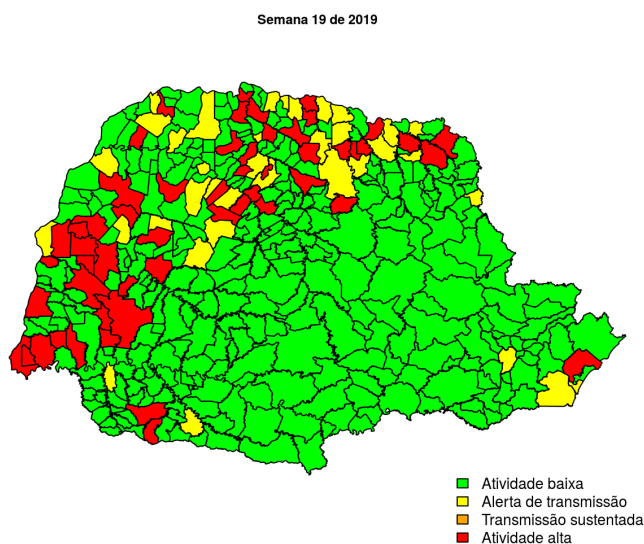 Semana 19 de 2019
Atividade baixa
Alerta de transmissão
Transmissão sustentada
Atividade alta